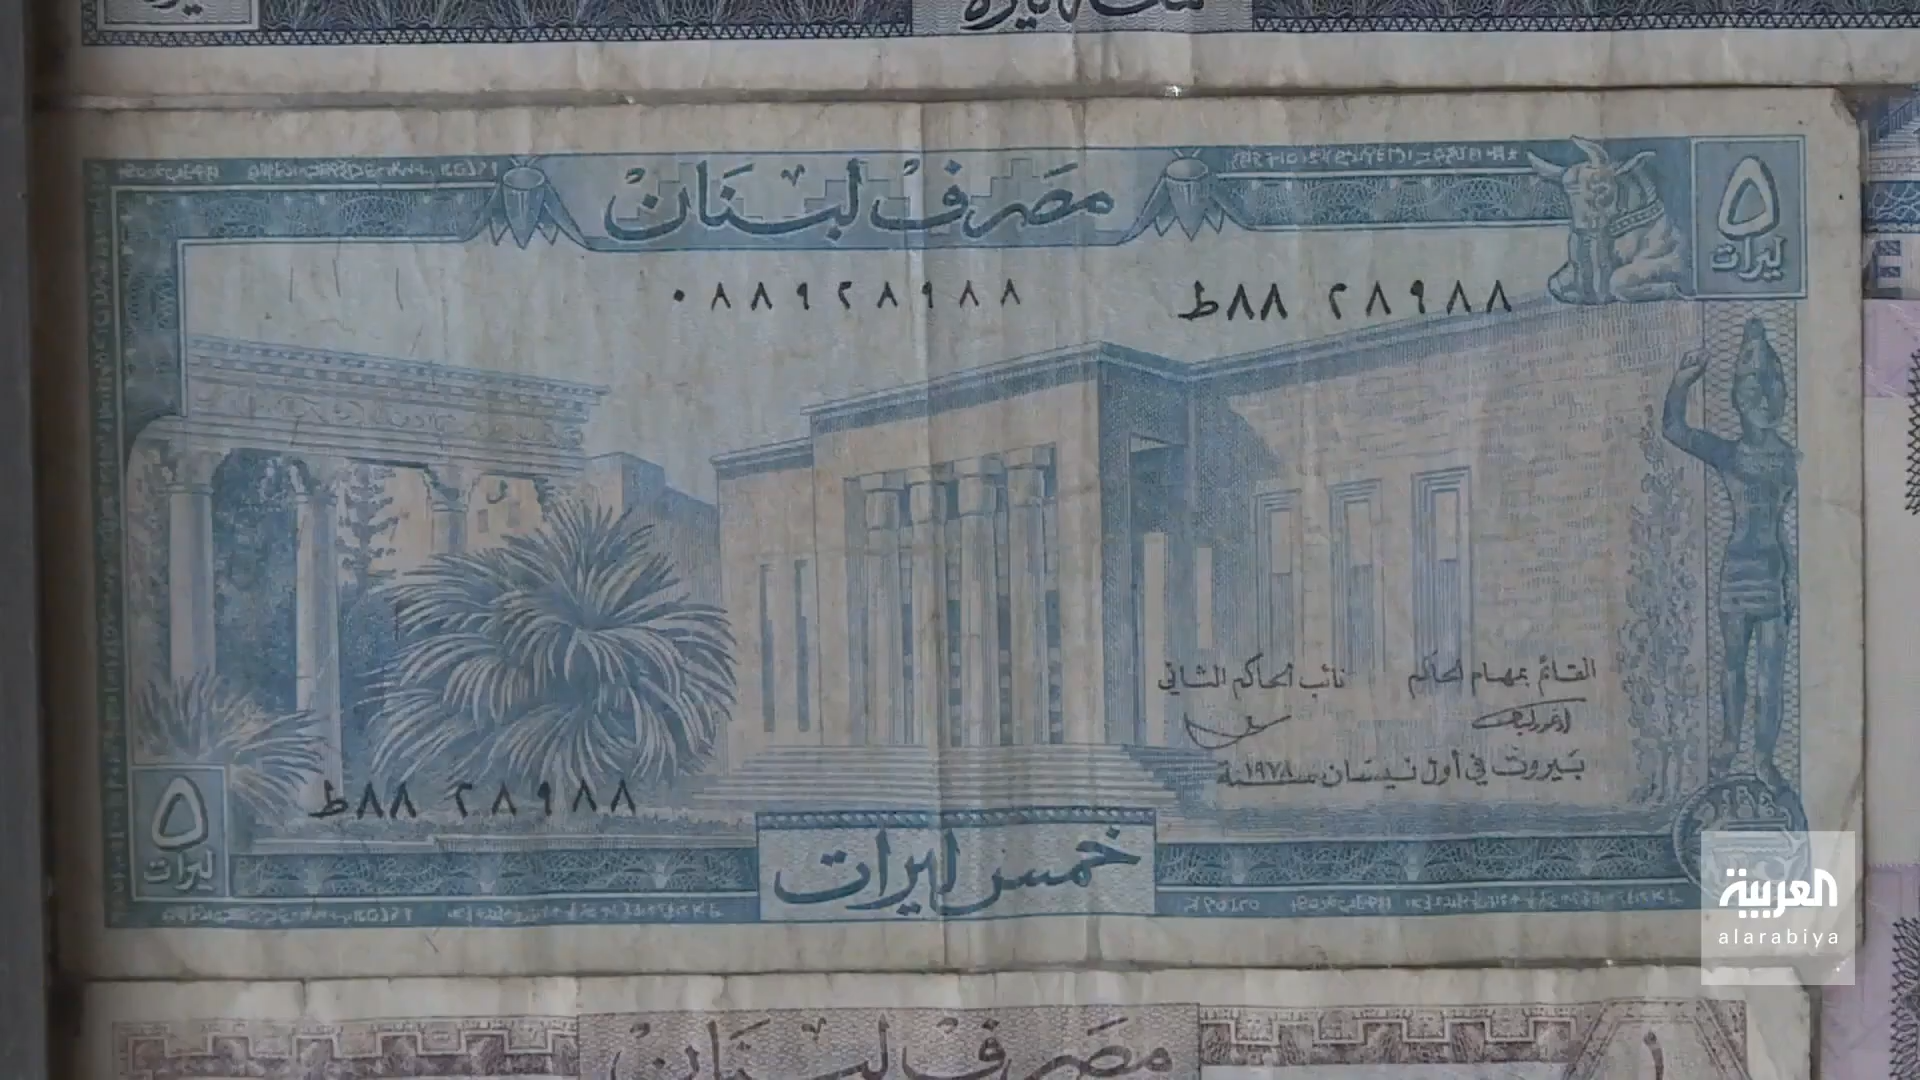 مصرف لبنان
٥
ليرات
٠٨٨٩٢٨٩٨٨
ط٨٨ ٢٨٩٨٨
القائم بمهام الحاكم
نائب الحاكم الثاني
بيروت في أول نيسان سنة ١٩٧٨
ط٨٨ ٢٨٩٨٨
٥
ليرات
خمس ليرات
العربية
alarabiya
مصرف لبنان
١